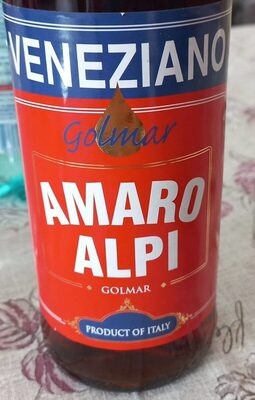 VENEZIANO
Golmar
AMARO
ALPI
GOLMAR
PRODUCT OF ITALY